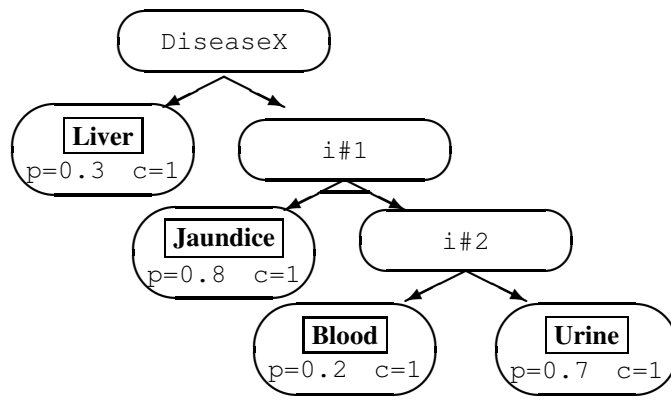 DiseaseX
Liver
p=0.3 c=1
i#1
Jaundice
p=0.8 c=1
i#2
Blood
p=0.2 c=1
Urine
p=0.7 c=1